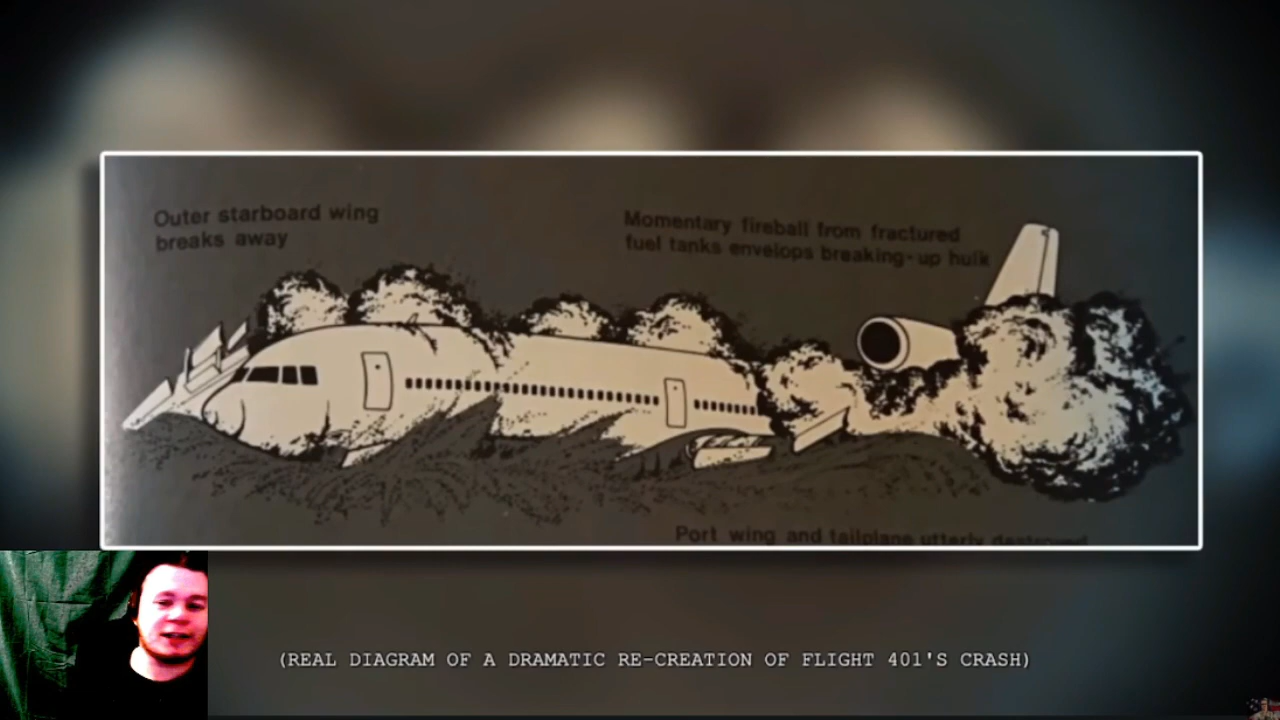 Outer starboard wing
breaks away
Momentary fireball from fractured
fuel tanks envelops breaking-up hulk
Port wing and tailplane utterly destroyed
(REAL DIAGRAM OF A DRAMATIC RE-CREATION OF FLIGHT 401'S CRASH)